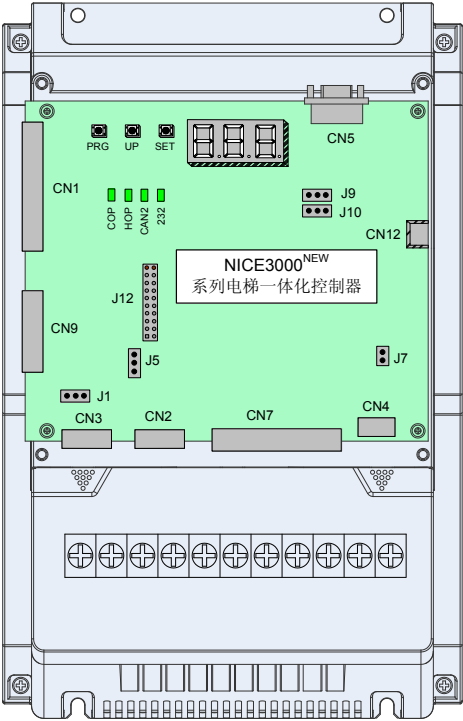 CN5
PRG UP SET
CN1
J9
COP HOP CAN2 232
J10
CN12
NICE3000NEW
系列电梯一体化控制器
J12
CN9
J5
J7
J1
CN3 CN2 CN7 CN4